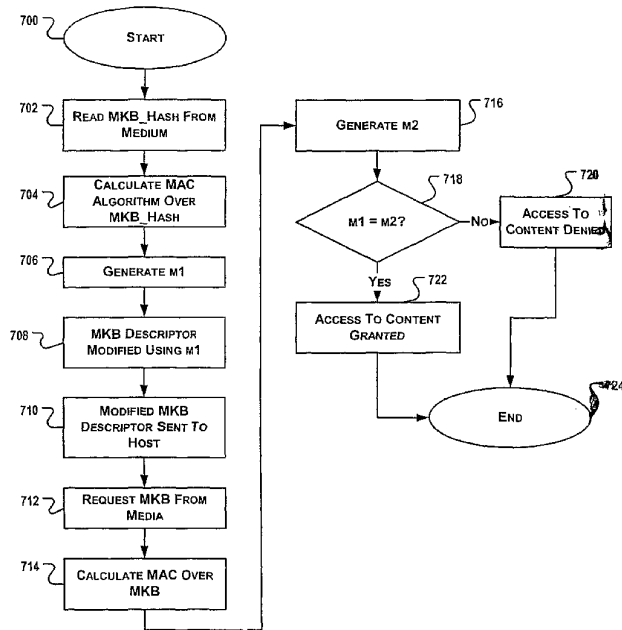 700
START
702
READ MKB_HASH FROM
MEDIUM
704
CALCULATE MAC
ALGORITHM OVER
MKB_HASH
706
GENERATE M1
708
MKB DESCRIPTOR
MODIFIED USING M1
710
MODIFIED MKB
DESCRIPTOR SENT TO
HOST
712
REQUEST MKB FROM
MEDIA
714
CALCULATE MAC OVER
MKB
716
GENERATE M2
718
M1 = M2?
NO
720
ACCESS TO
CONTENT DENIED
YES
722
ACCESS TO CONTENT
GRANTED
724
END